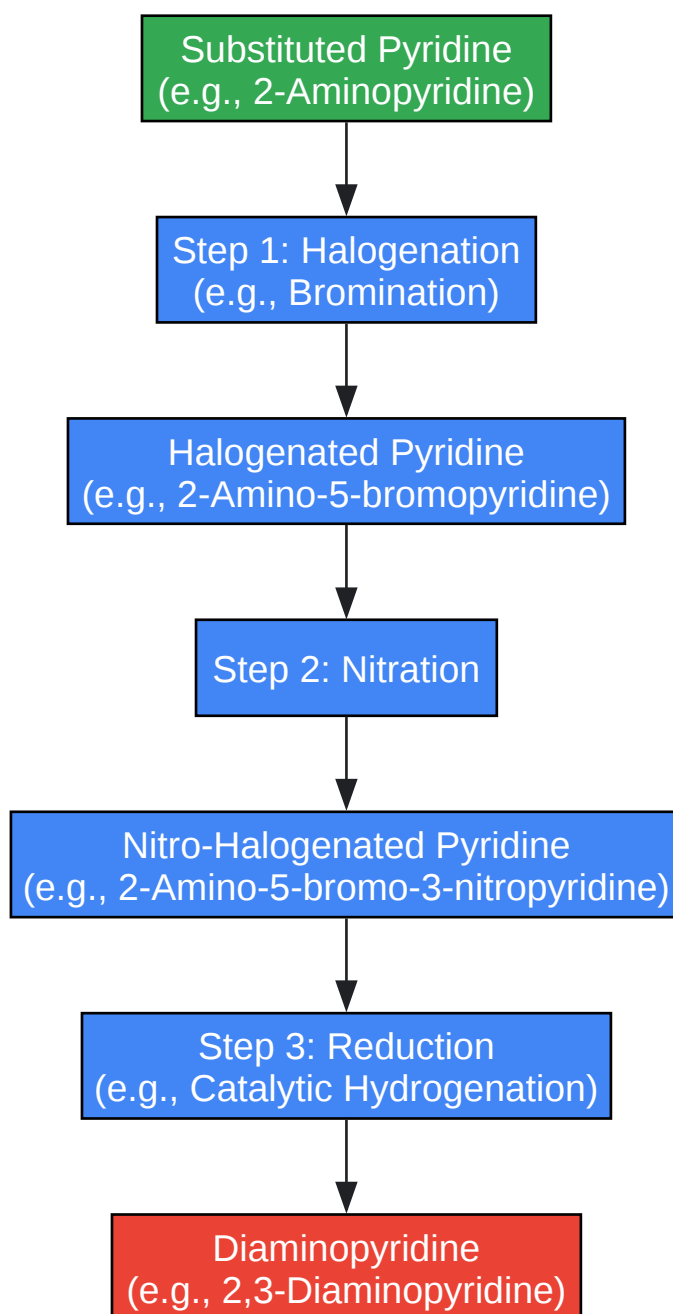 Substituted Pyridine
(e.g., 2-Aminopyridine)
Step 1: Halogenation
(e.g., Bromination)
Halogenated Pyridine
(e.g., 2-Amino-5-bromopyridine)
Step 2: Nitration
Nitro-Halogenated Pyridine
(e.g., 2-Amino-5-bromo-3-nitropyridine)
Step 3: Reduction
(e.g., Catalytic Hydrogenation)
Diaminopyridine
(e.g., 2,3-Diaminopyridine)